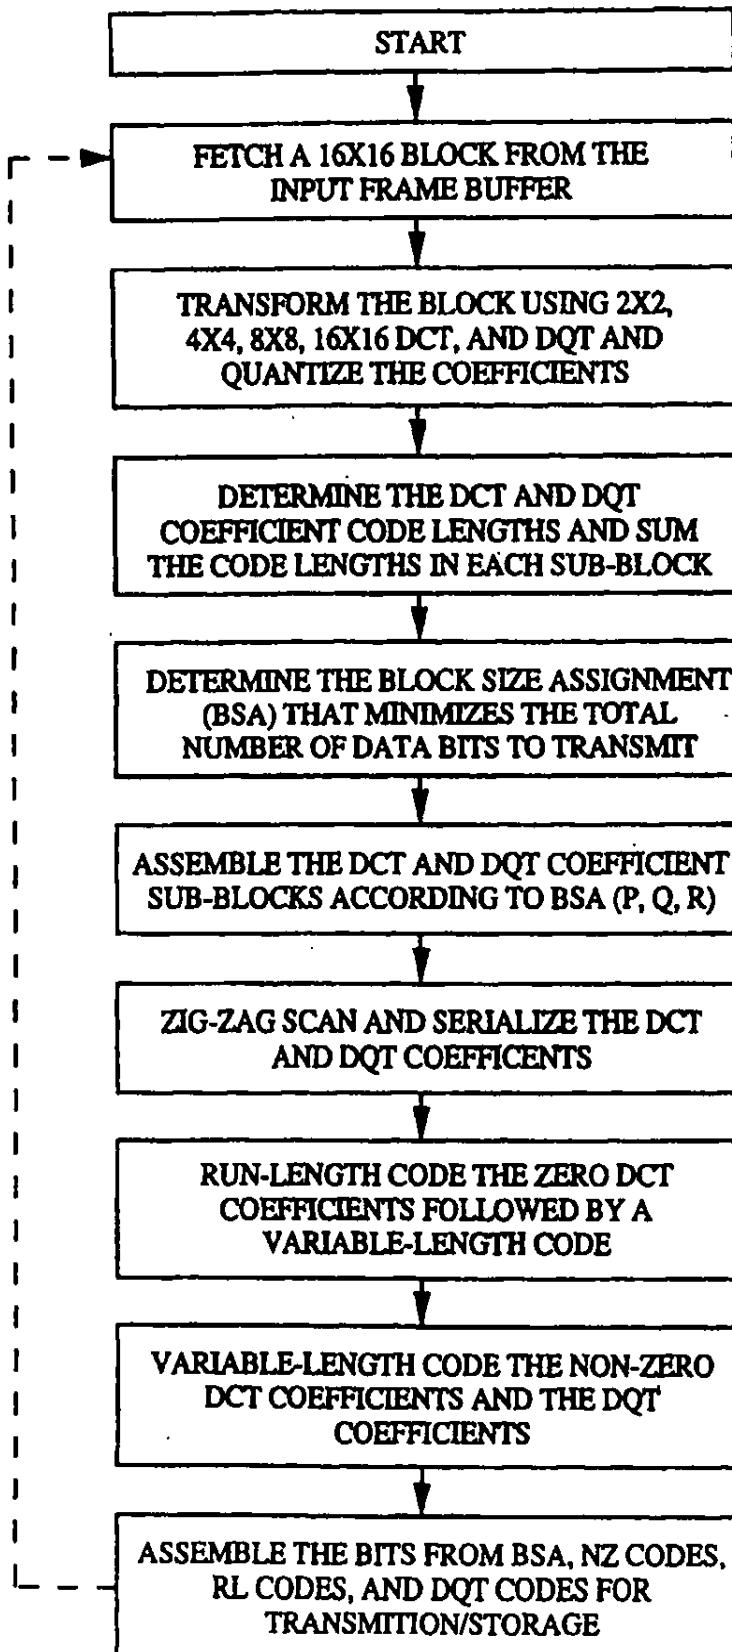 START
FETCH A 16X16 BLOCK FROM THE
INPUT FRAME BUFFER
TRANSFORM THE BLOCK USING 2X2,
4X4, 8X8, 16X16 DCT, AND DQT AND
QUANTIZE THE COEFFICIENTS
DETERMINE THE DCT AND DQT
COEFFICIENT CODE LENGTHS AND SUM
THE CODE LENGTHS IN EACH SUB-BLOCK
DETERMINE THE BLOCK SIZE ASSIGNMENT
(BSA) THAT MINIMIZES THE TOTAL
NUMBER OF DATA BITS TO TRANSMIT
ASSEMBLE THE DCT AND DQT COEFFICIENT
SUB-BLOCKS ACCORDING TO BSA (P, Q, R)
ZIG-ZAG SCAN AND SERIALIZE THE DCT
AND DQT COEFFICENTS
RUN-LENGTH CODE THE ZERO DCT
COEFFICIENTS FOLLOWED BY A
VARIABLE-LENGTH CODE
VARIABLE-LENGTH CODE THE NON-ZERO
DCT COEFFICIENTS AND THE DQT
COEFFICIENTS
ASSEMBLE THE BITS FROM BSA, NZ CODES,
RL CODES, AND DQT CODES FOR
TRANSMITION/STORAGE